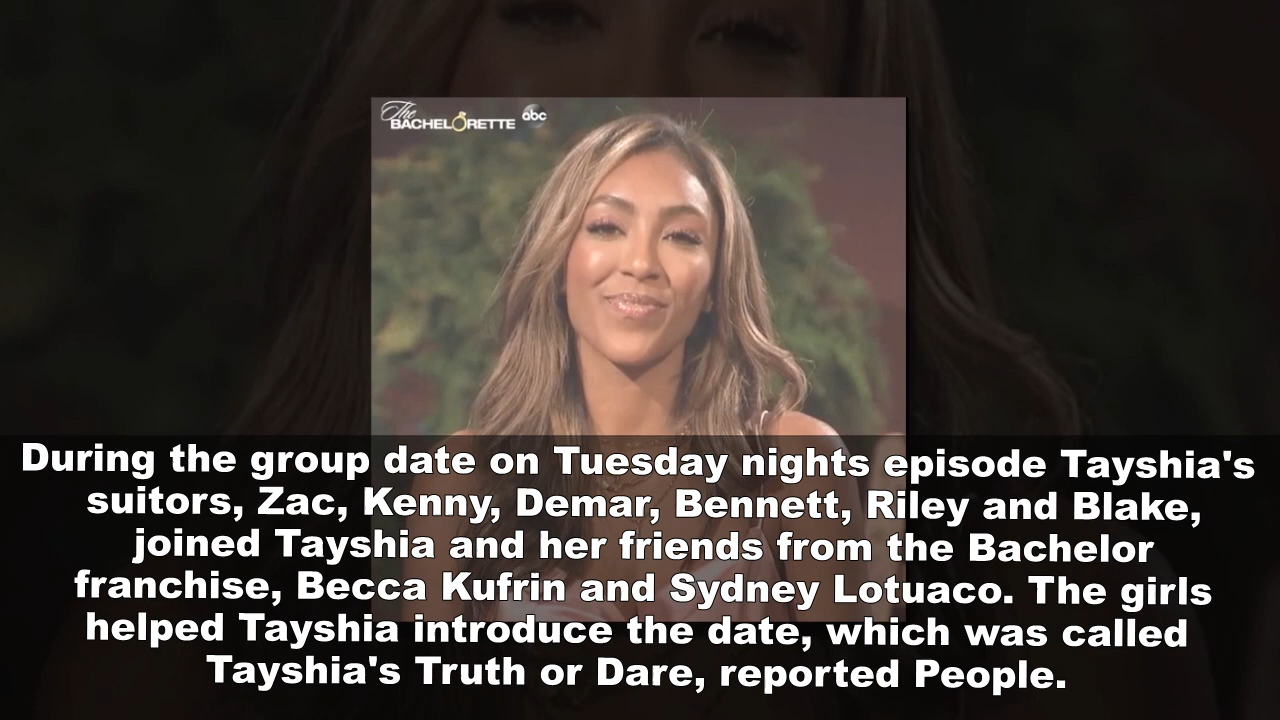 The
BACHELORETTE
abc
During the group date on Tuesday nights episode Tayshia's
suitors, Zac, Kenny, Demar, Bennett, Riley and Blake,
joined Tayshia and her friends from the Bachelor
franchise, Becca Kufrin and Sydney Lotuaco. The girls
helped Tayshia introduce the date, which was called
Tayshia's Truth or Dare, reported People.